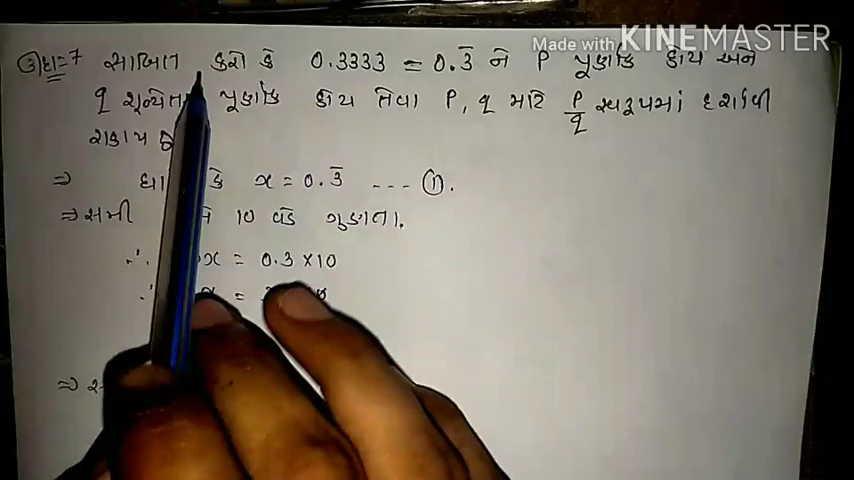 Made with KINEMASTER
ઉદા=7 સાબિત કરો કે 0.3333 = 0.3̅ ને P પૂર્ણાંક હોય અને
q શૂન્યેતર પૂર્ણાંક હોય તેવા P, q માટે P/q સ્વરૂપમાં દર્શાવી
શકાય છે
⇒ ધા કે x = 0.3̅ --- ①.
⇒ સમી ને 10 વડે ગુણતા.
∴ x = 0.3 × 10
∴ x =
⇒ સ